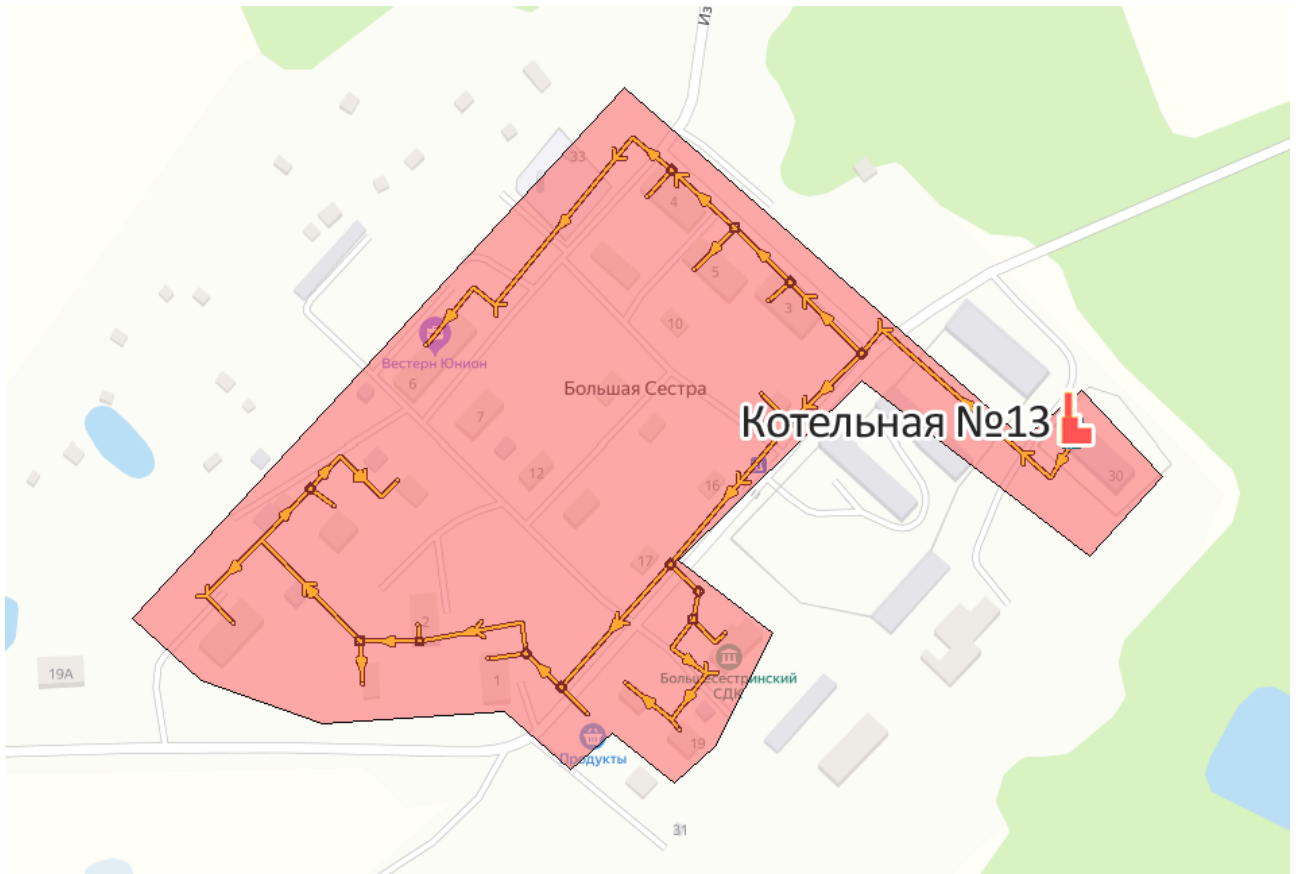 Из
33
4
5
3
10
Вестерн Юнион
6
Большая Сестра
7
Котельная №13
12
16
30
17
2
19А
1
Большесестринский
СДК
19
Продукты
31